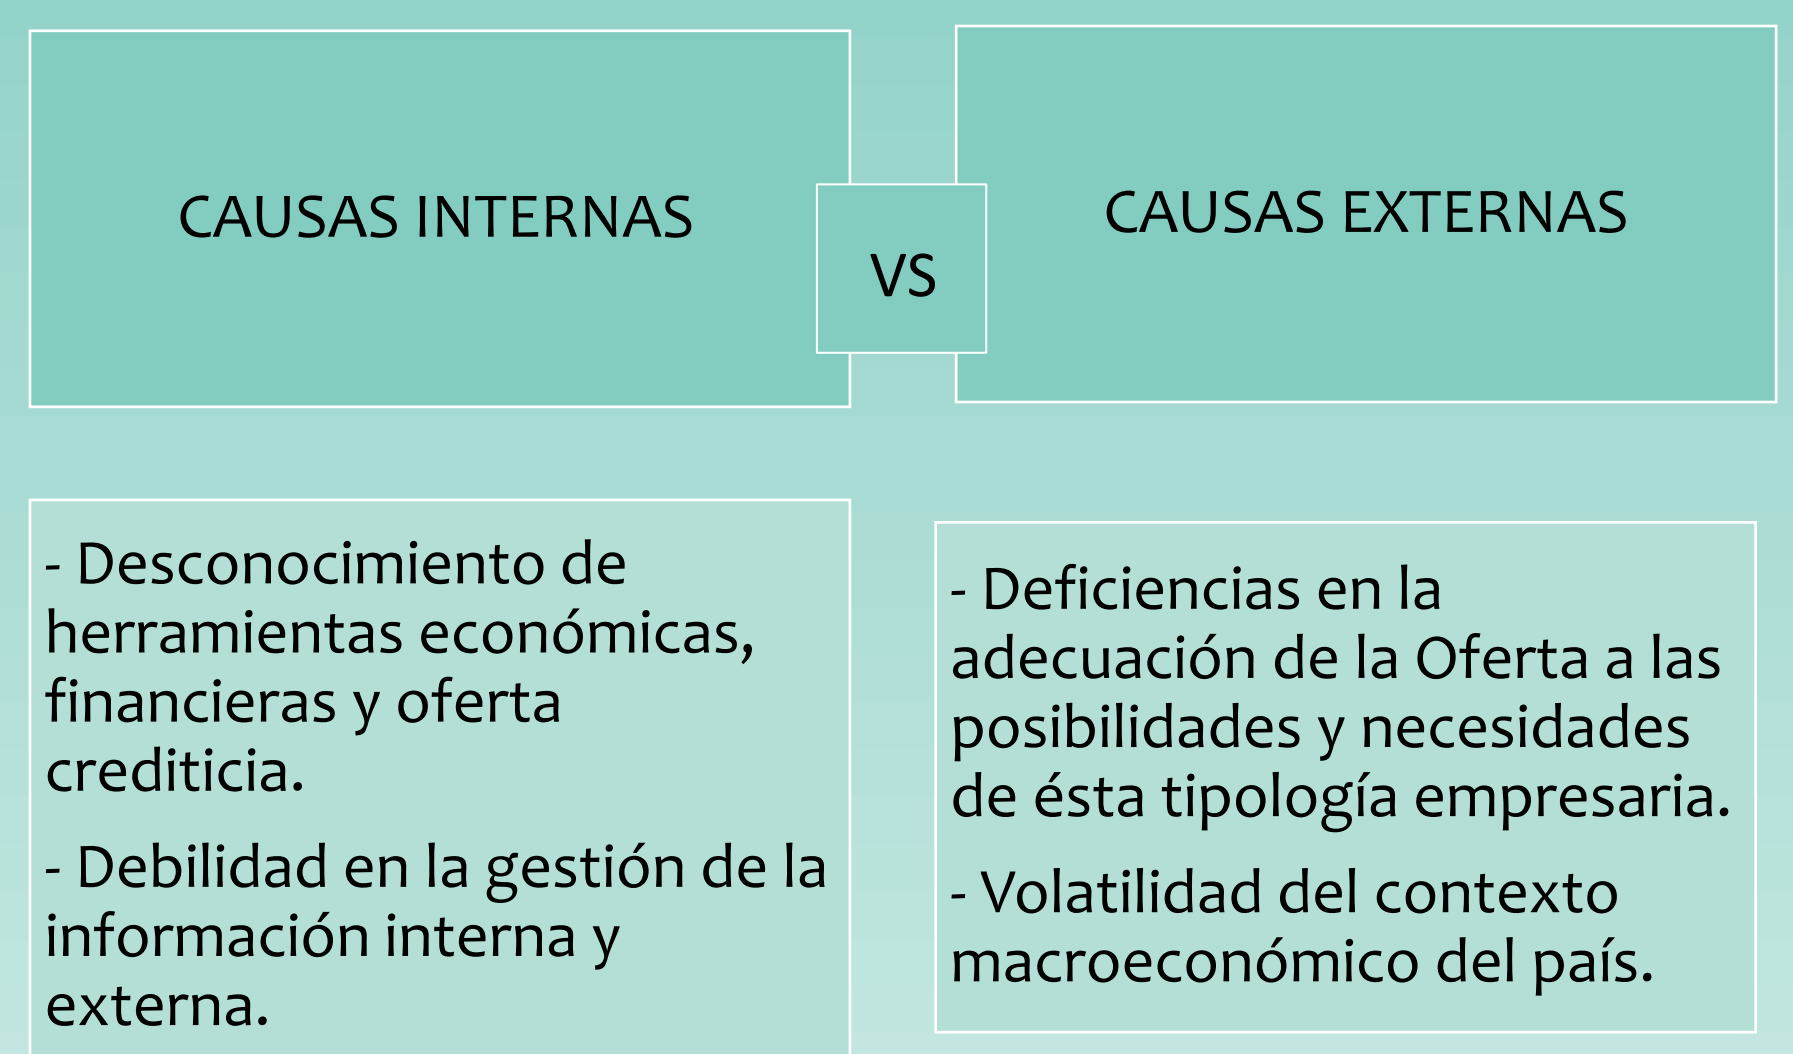 CAUSAS INTERNAS
VS
CAUSAS EXTERNAS
- Desconocimiento de
herramientas económicas,
financieras y oferta
crediticia.
- Debilidad en la gestión de la
información interna y
externa.
- Deficiencias en la
adecuación de la Oferta a las
posibilidades y necesidades
de ésta tipología empresaria.
- Volatilidad del contexto
macroeconómico del país.